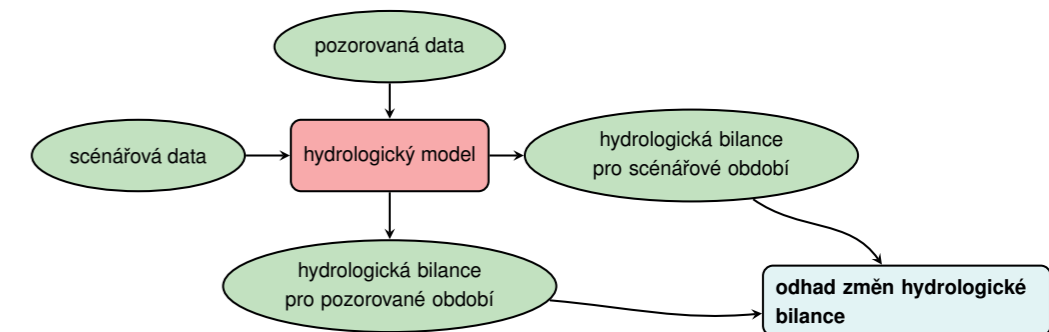 pozorovaná data
scénářová data
hydrologický model
hydrologická bilance
pro scénářové období
hydrologická bilance
pro pozorované období
odhad změn hydrologické
bilance